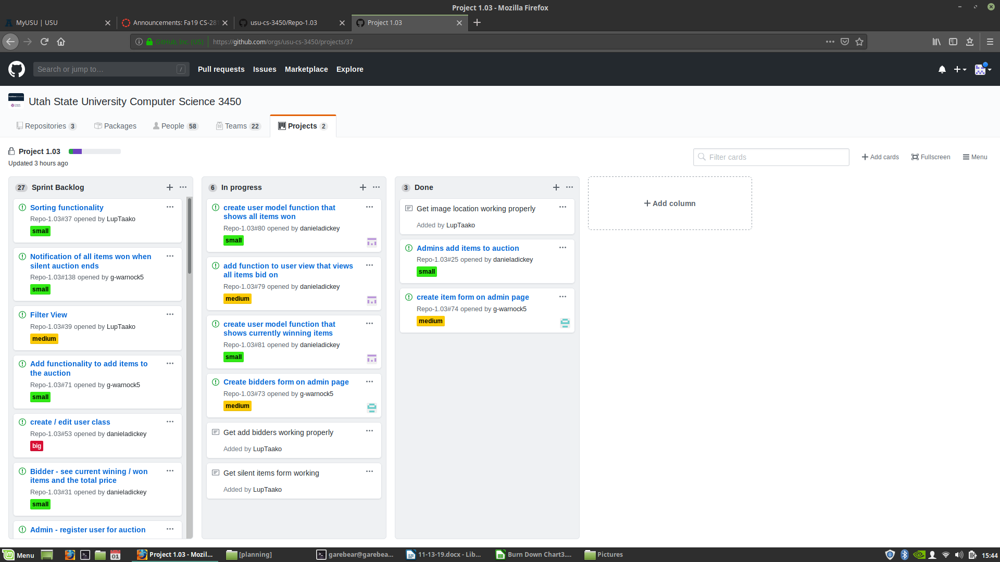 Project 1.03 - Mozilla Firefox
MyUSU | USU
Announcements: Fa19 CS-281
usu-cs-3450/Repo-1.03
Project 1.03
GitHub, Inc. (US)
https://github.com/orgs/usu-cs-3450/projects/37
Search or jump to…
/
Pull requests
Issues
Marketplace
Explore
Utah State University Computer Science 3450
Repositories 3
Packages
People 58
Teams 22
Projects 2
Project 1.03
Updated 3 hours ago
Filter cards
Add cards
Fullscreen
Menu
27 Sprint Backlog
Sorting functionality
Repo-1.03#37 opened by LupTaako
small
Notification of all items won when
silent auction ends
Repo-1.03#138 opened by g-warnock5
small
Filter View
Repo-1.03#39 opened by LupTaako
medium
Add functionality to add items to
the auction
Repo-1.03#71 opened by g-warnock5
small
create / edit user class
Repo-1.03#53 opened by danieladickey
big
Bidder - see current wining / won
items and the total price
Repo-1.03#31 opened by danieladickey
small
Admin - register user for auction
6 In progress
create user model function that
shows all items won
Repo-1.03#80 opened by danieladickey
small
add function to user view that views
all items bid on
Repo-1.03#79 opened by danieladickey
medium
create user model function that
shows currently winning items
Repo-1.03#81 opened by danieladickey
small
Create bidders form on admin page
Repo-1.03#73 opened by g-warnock5
medium
Get add bidders working properly
Added by LupTaako
Get silent items form working
Added by LupTaako
3 Done
Get image location working properly
Added by LupTaako
Admins add items to auction
Repo-1.03#25 opened by danieladickey
small
create item form on admin page
Repo-1.03#74 opened by g-warnock5
medium
Add column
Menu
01
Project 1.03 - Mozil...
[planning]
garebear@garebea...
11-13-19.docx - Lib...
Burn Down Chart3....
Pictures
15:44